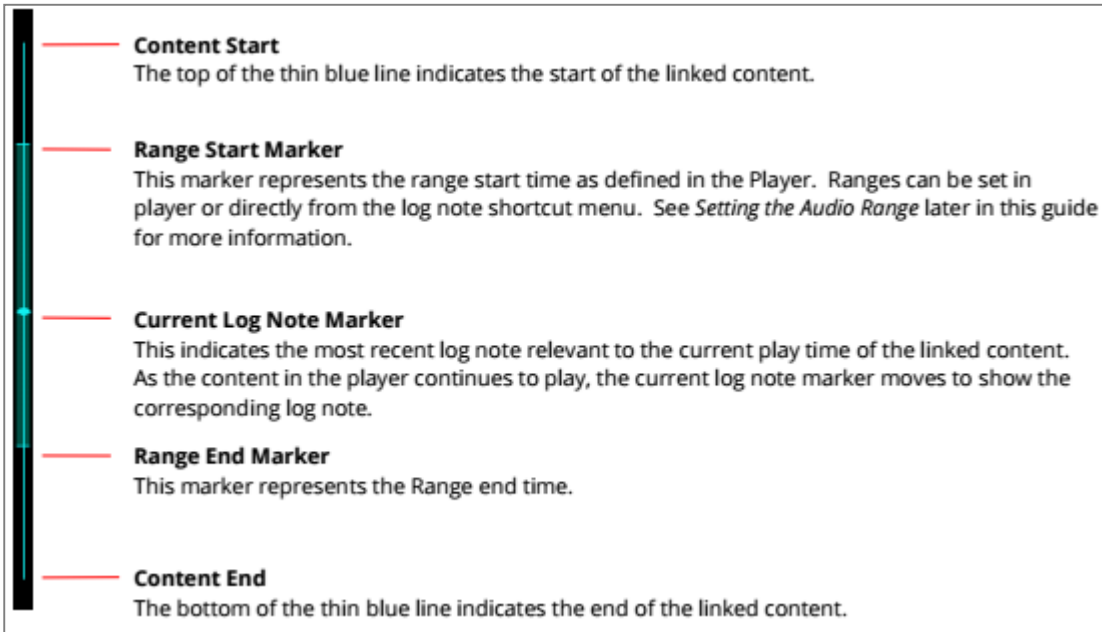 Content Start
The top of the thin blue line indicates the start of the linked content.
Range Start Marker
This marker represents the range start time as defined in the Player.  Ranges can be set in
player or directly from the log note shortcut menu.  See Setting the Audio Range later in this guide
for more information.
Current Log Note Marker
This indicates the most recent log note relevant to the current play time of the linked content.
As the content in the player continues to play, the current log note marker moves to show the
corresponding log note.
Range End Marker
This marker represents the Range end time.
Content End
The bottom of the thin blue line indicates the end of the linked content.